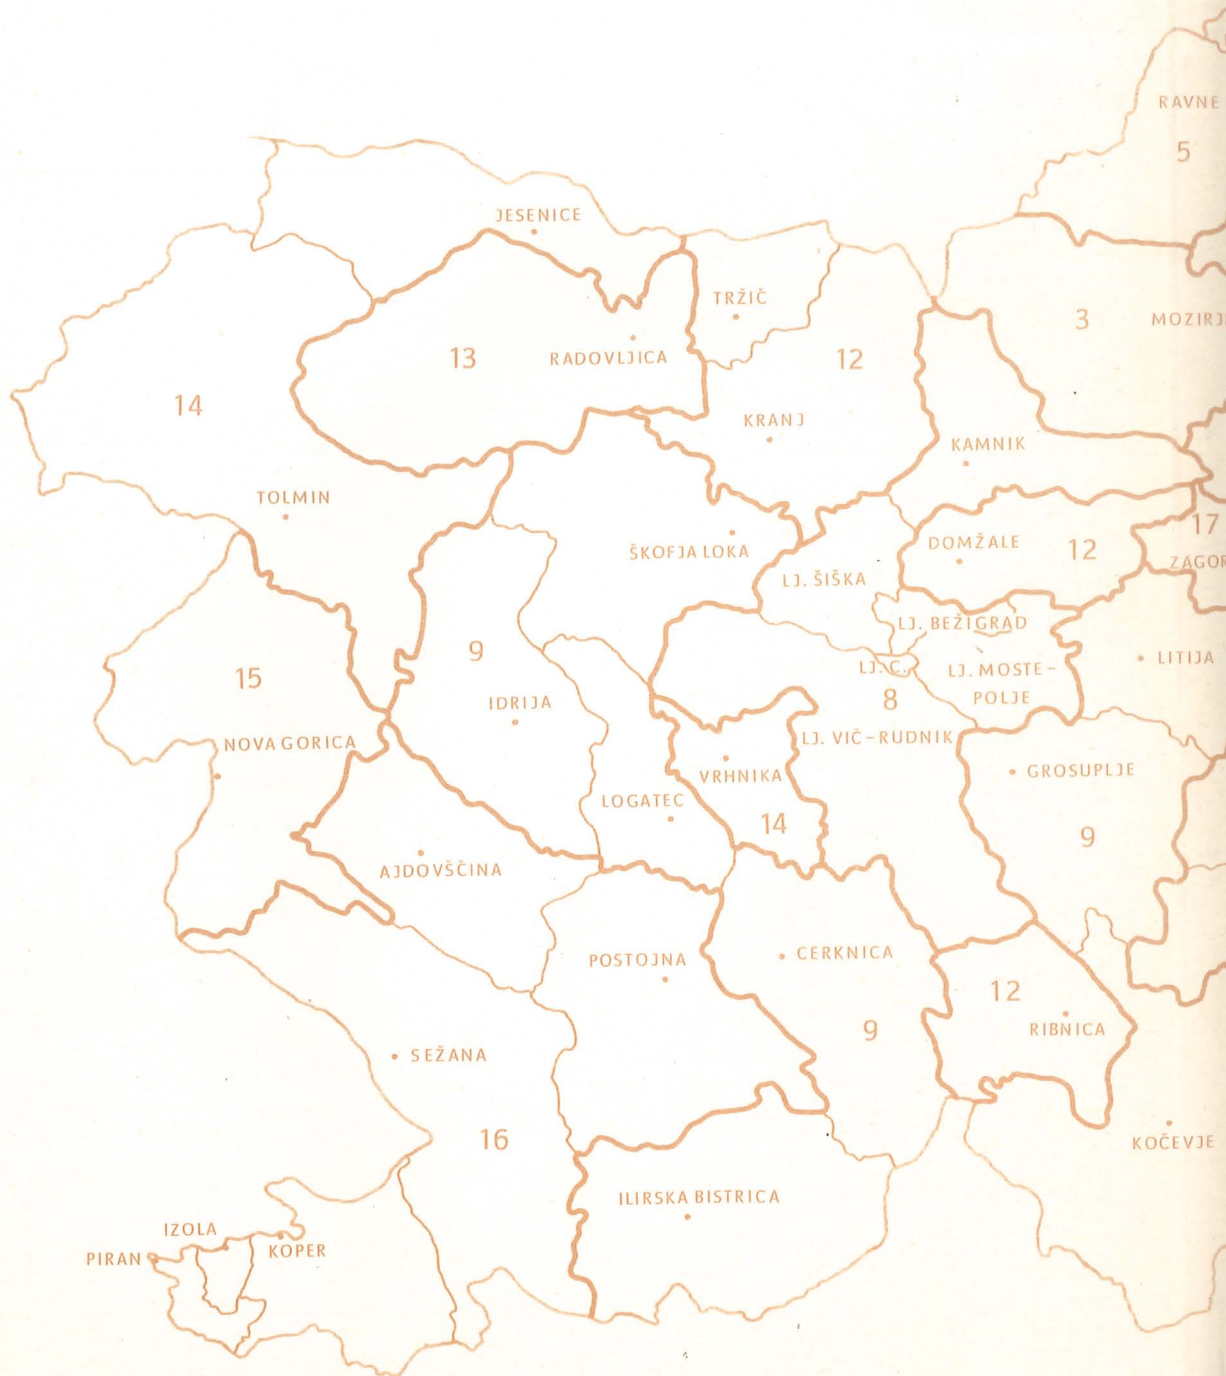 RAVNE
5
JESENICE
TRŽIČ
3
MOZIRJ
13
RADOVLJICA
12
14
KRANJ
KAMNIK
TOLMIN
17
DOMŽALE
12
ŠKOFJA LOKA
ZAGOR
LJ. ŠIŠKA
LJ. BEŽIGRAD
9
LITIJA
LJ. C.
LJ. MOSTE-
POLJE
15
8
IDRIJA
LJ. VIČ-RUDNIK
NOVA GORICA
GROSUPLJE
VRHNIKA
LOGATEC
14
9
AJDOVŠČINA
CERKNICA
POSTOJNA
12
RIBNICA
9
SEŽANA
16
KOČEVJE
ILIRSKA BISTRICA
IZOLA
KOPER
PIRAN